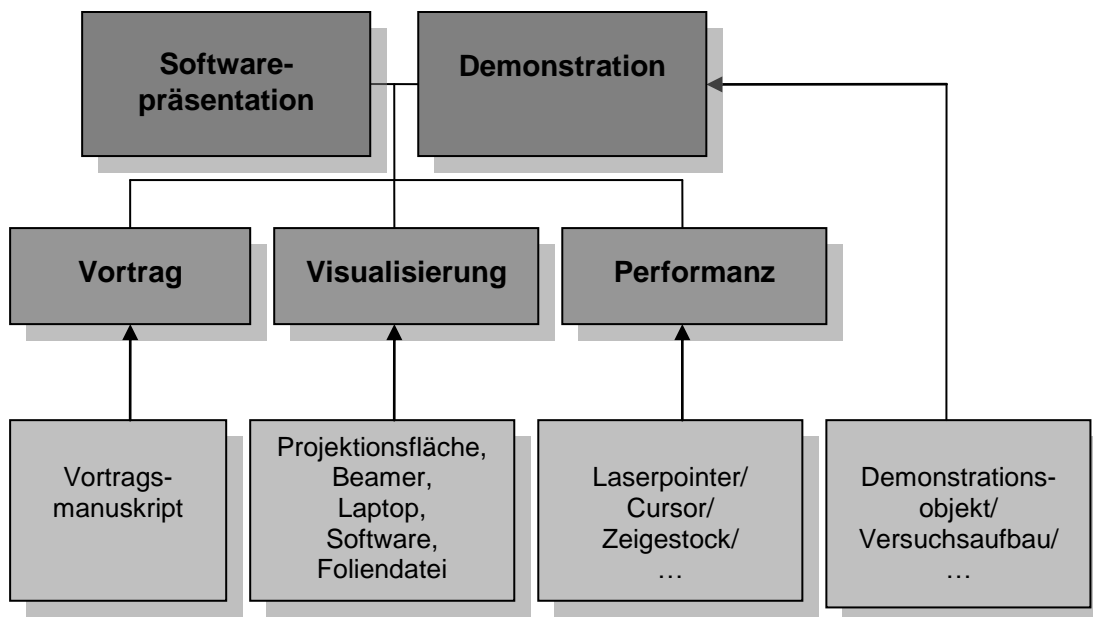 Software-
präsentation
Demonstration
Vortrag
Visualisierung
Performanz
Vortrags-
manuskript
Projektionsfläche,
Beamer,
Laptop,
Software,
Foliendatei
Laserpointer/
Cursor/
Zeigestock/
…
Demonstrations-
objekt/
Versuchsaufbau/
…